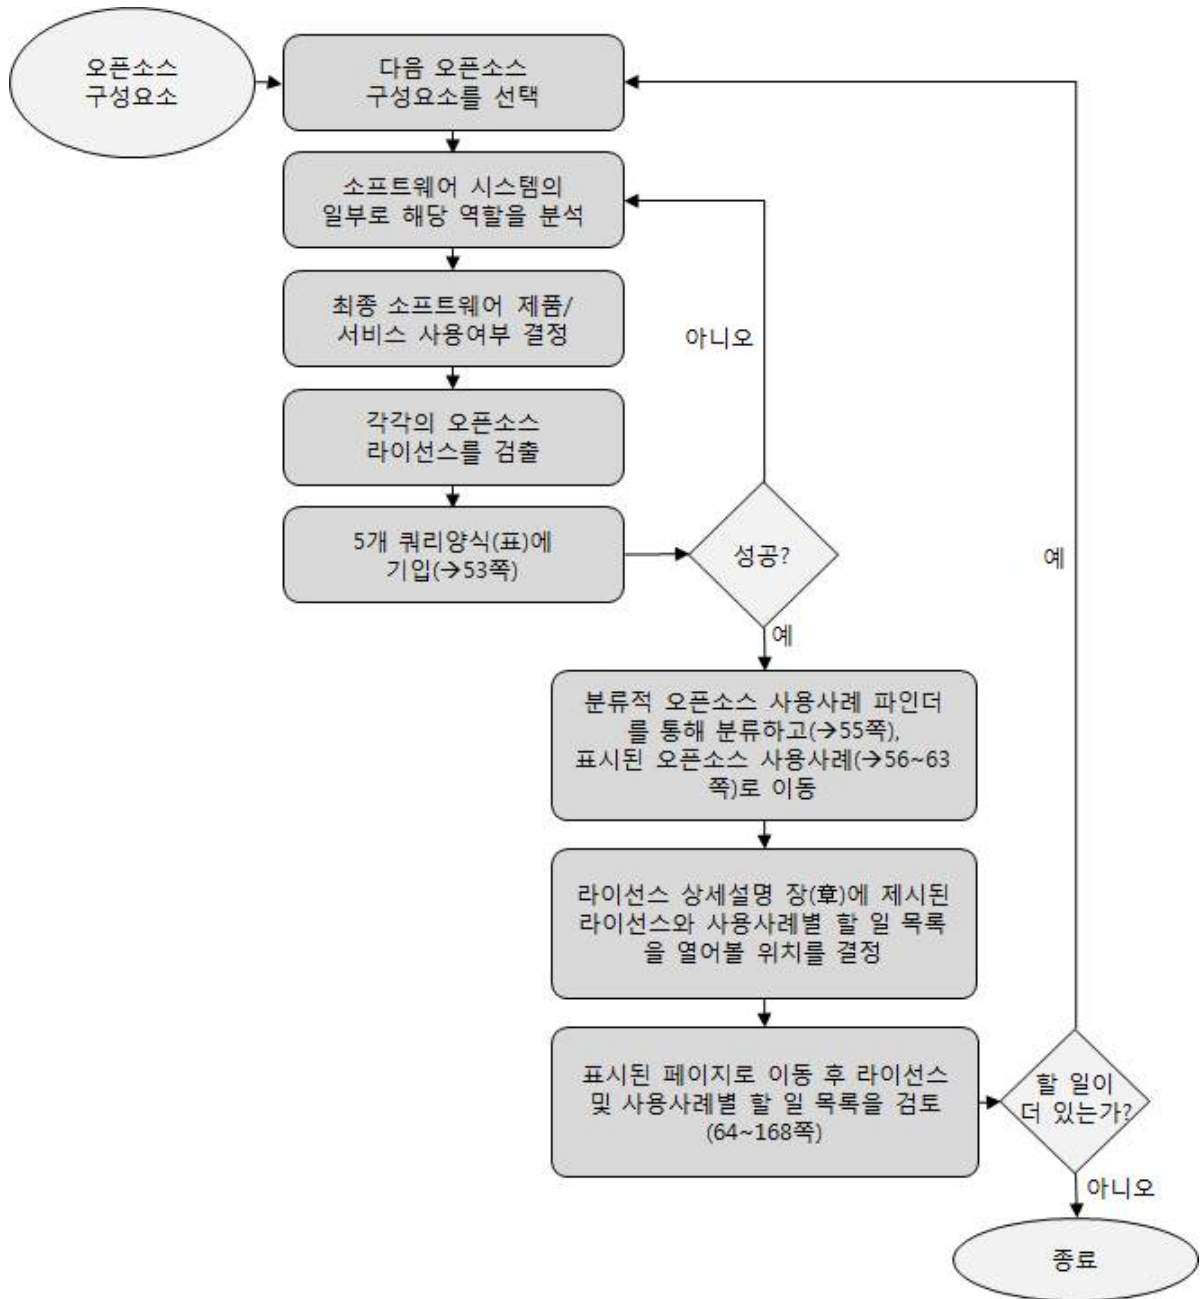 오픈소스
구성요소
다음 오픈소스
구성요소를 선택
소프트웨어 시스템의
일부로 해당 역할을 분석
최종 소프트웨어 제품/
서비스 사용여부 결정
아니오
각각의 오픈소스
라이선스를 검출
5개 쿼리양식(표)에
기입(→53쪽)
성공?
예
예
분류적 오픈소스 사용사례 파인더
를 통해 분류하고(→55쪽),
표시된 오픈소스 사용사례(→56~63
쪽)로 이동
라이선스 상세설명 장(章)에 제시된
라이선스와 사용사례별 할 일 목록
을 열어볼 위치를 결정
표시된 페이지로 이동 후 라이선스
및 사용사례별 할 일 목록을 검토
(64~168쪽)
할 일이
더 있는가?
아니오
종료